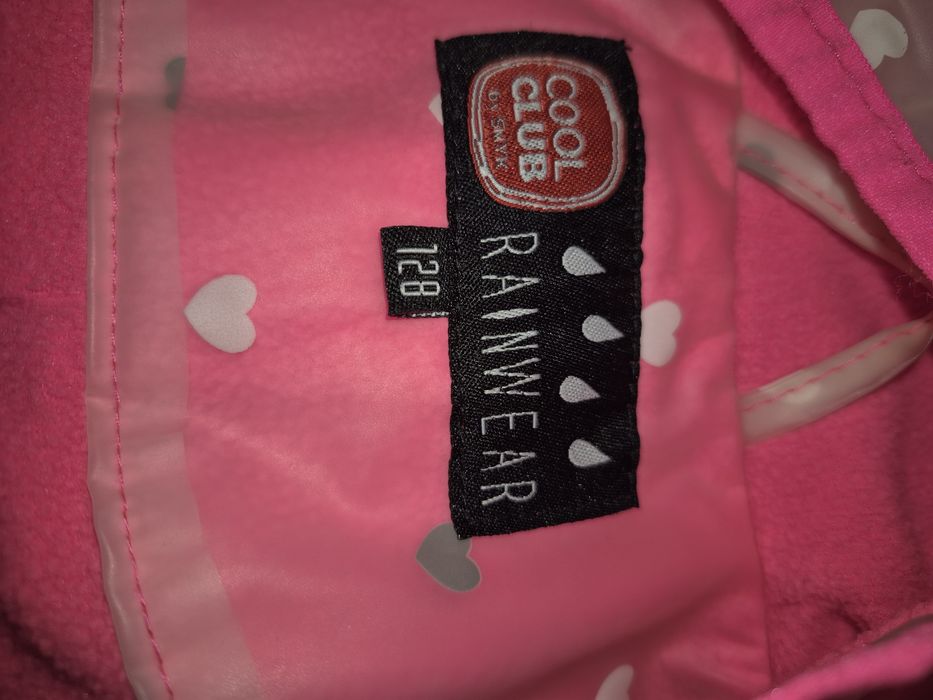 COOL
CLUB
BY SMYK
RAINWEAR
128